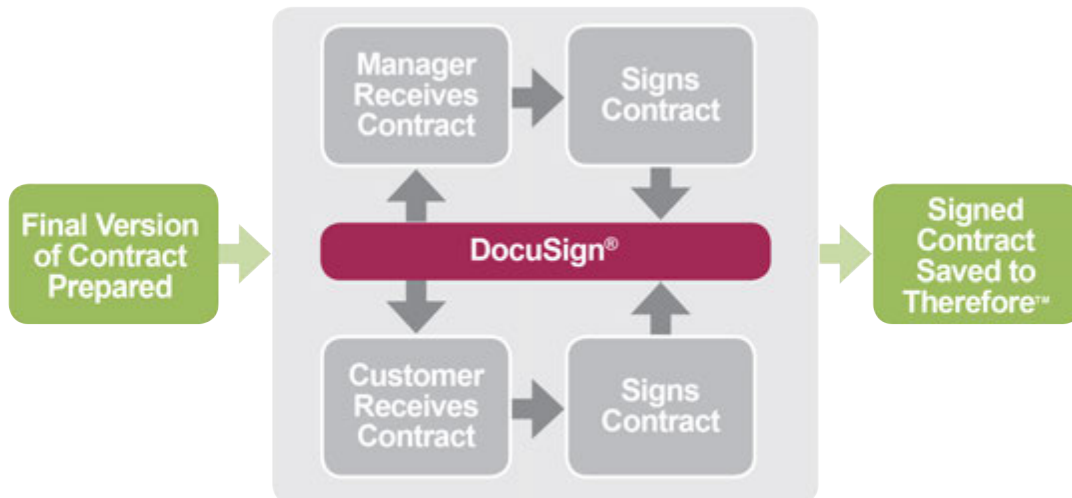 Final Version
of Contract
Prepared
Manager
Receives
Contract
Signs
Contract
DocuSign®
Customer
Receives
Contract
Signs
Contract
Signed
Contract
Saved to
Therefore™